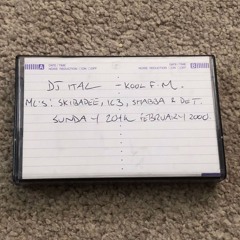 DJ ITAL - KOOL F.M.
MC'S: SKIBADEE, IC3, SHABBA & DET.
SUNDAY 20TH FEBRUARY 2000